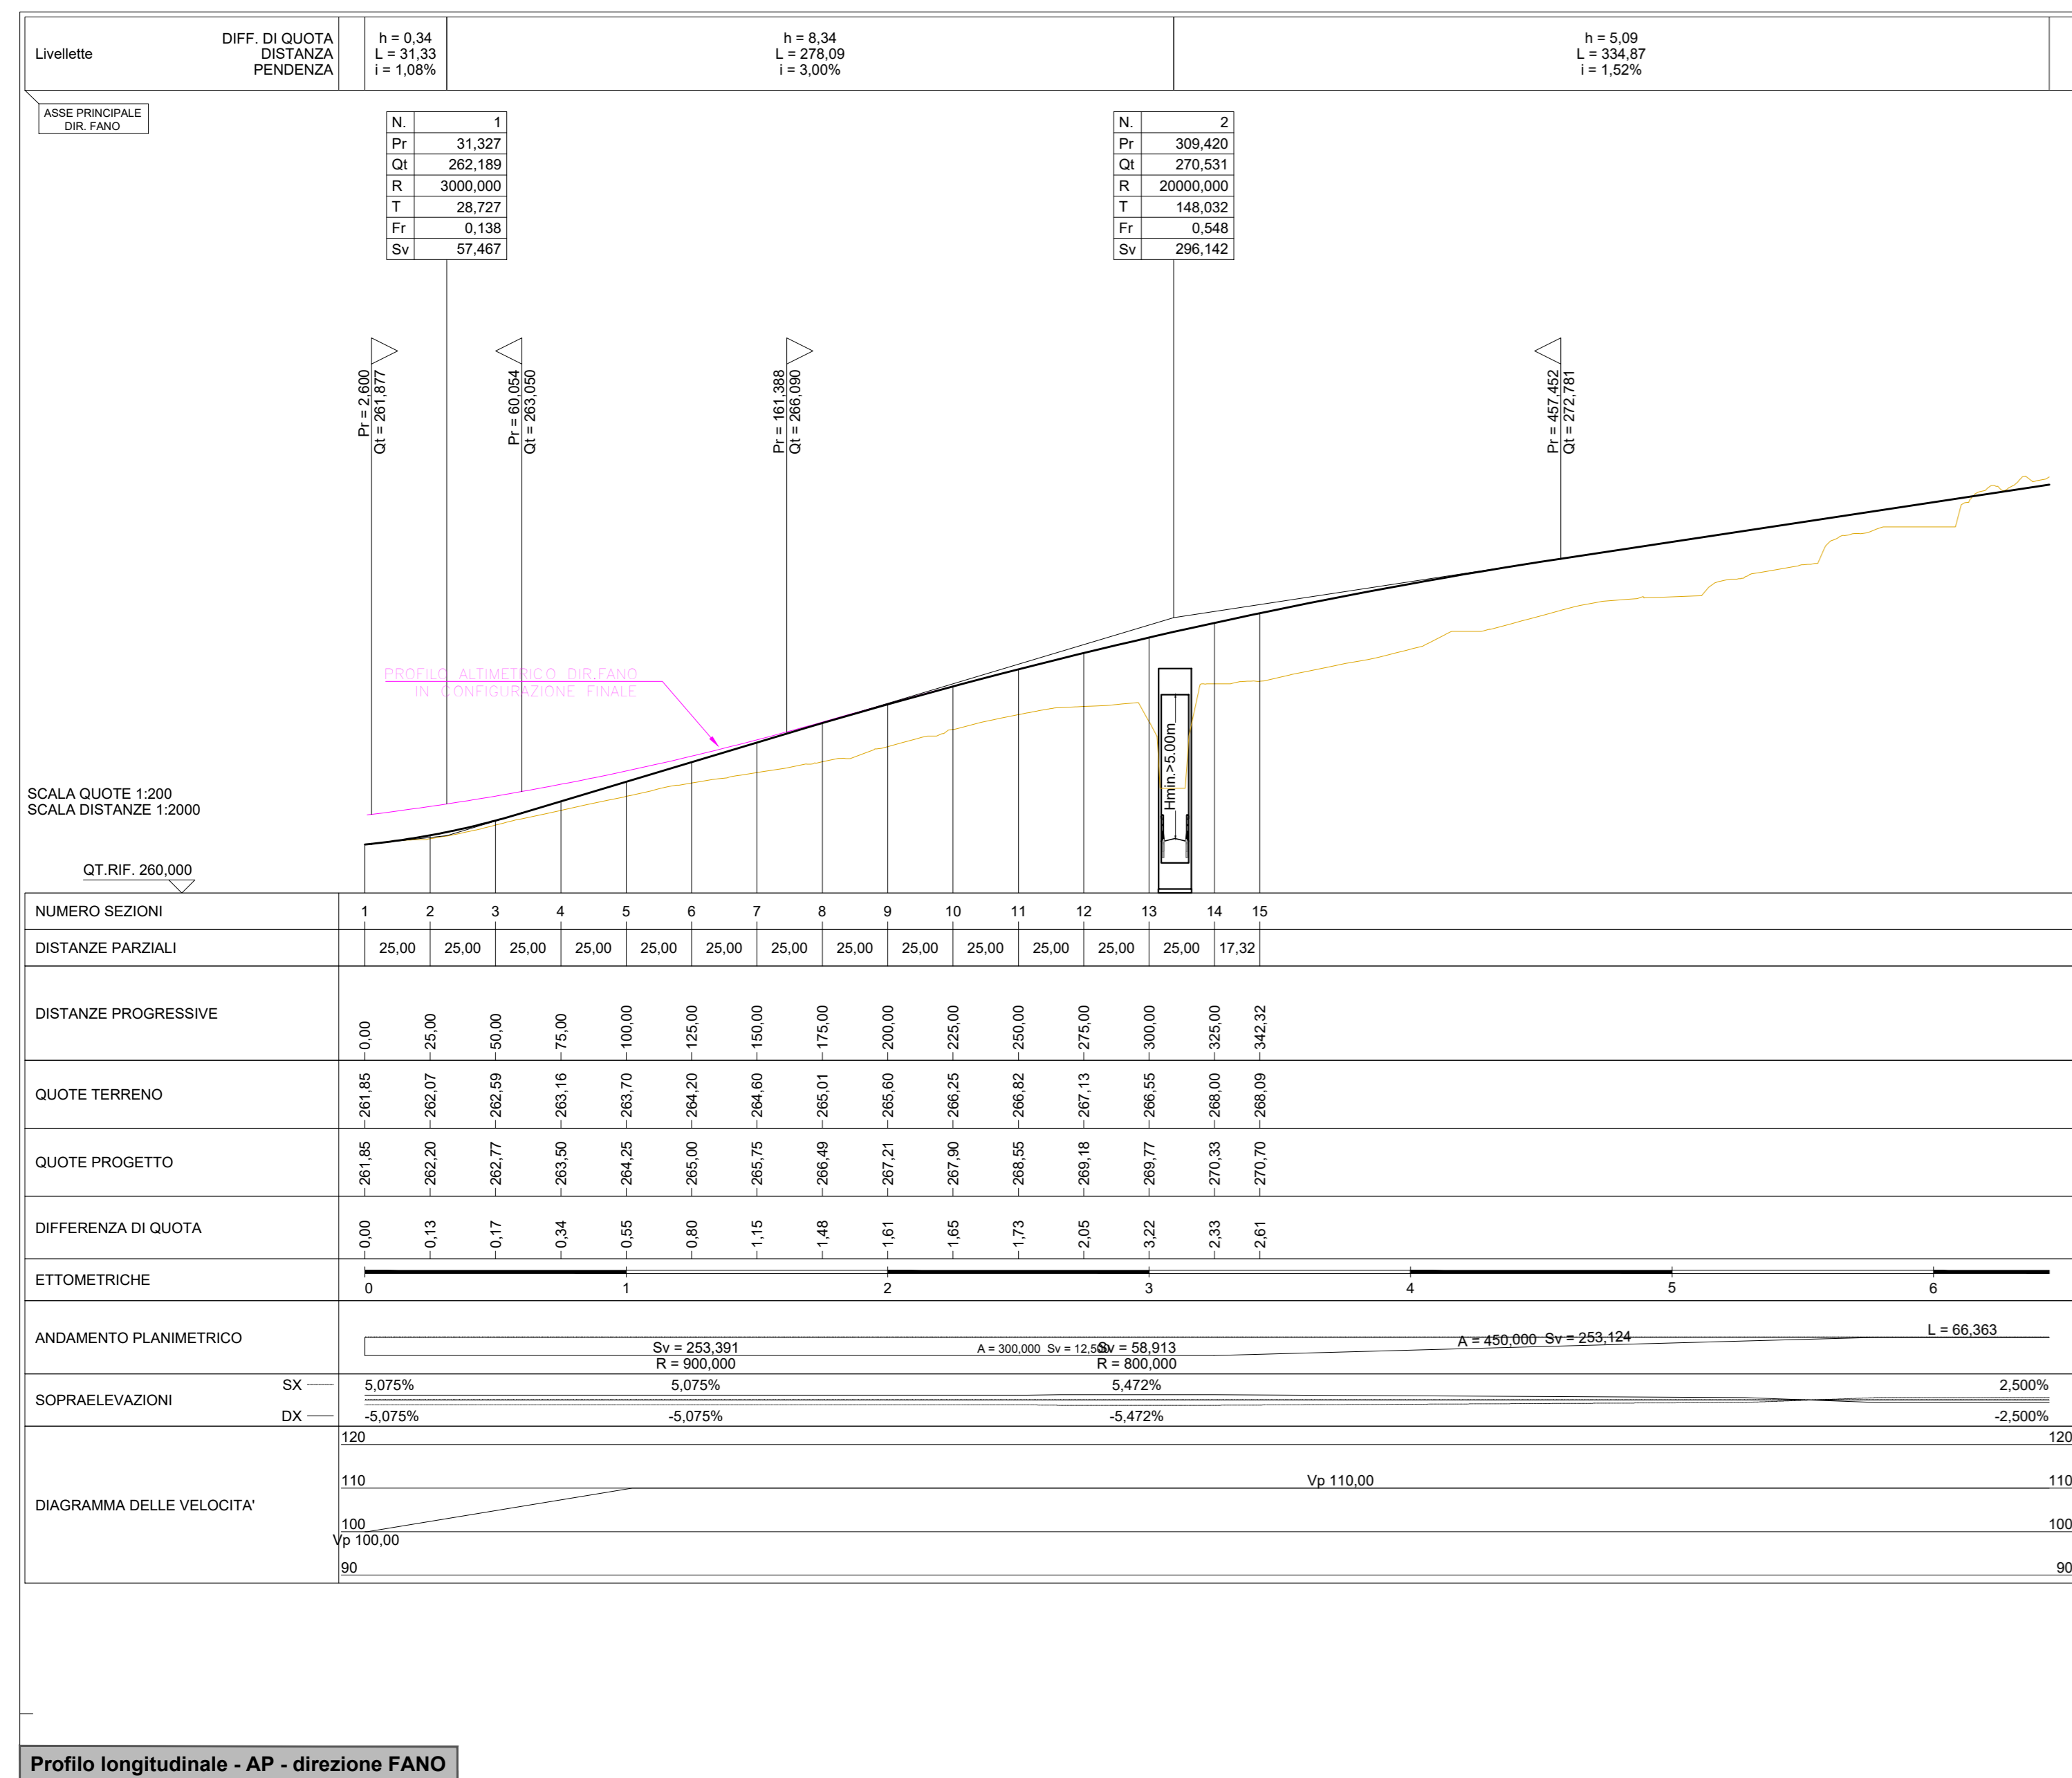 Livellette
DIFF. DI QUOTA
DISTANZA
PENDENZA
h = 0,34
L = 31,33
i = 1,08%
h = 8,34
L = 278,09
i = 3,00%
h = 5,09
L = 334,87
i = 1,52%
ASSE PRINCIPALE
DIR. FANO
N. 1
Pr 31,327
Qt 262,189
R 3000,000
T 28,727
Fr 0,138
Sv 57,467
N. 2
Pr 309,420
Qt 270,531
R 20000,000
T 148,032
Fr 0,548
Sv 296,142
Pr = 2,600
Qt = 261,877
Pr = 60,054
Qt = 263,050
Pr = 161,388
Qt = 266,090
Pr = 457,452
Qt = 272,781
PROFILO ALTIMETRICO DIR.FANO
IN CONFIGURAZIONE FINALE
Hmin.>5.00m
SCALA QUOTE 1:200
SCALA DISTANZE 1:2000
QT.RIF. 260,000
NUMERO SEZIONI 1 2 3 4 5 6 7 8 9 10 11 12 13 14 15
DISTANZE PARZIALI 25,00 25,00 25,00 25,00 25,00 25,00 25,00 25,00 25,00 25,00 25,00 25,00 25,00 17,32
DISTANZE PROGRESSIVE 0,00 25,00 50,00 75,00 100,00 125,00 150,00 175,00 200,00 225,00 250,00 275,00 300,00 325,00 342,32
QUOTE TERRENO 261,85 262,07 262,59 263,16 263,70 264,20 264,60 265,01 265,60 266,25 266,82 267,13 266,55 268,00 268,09
QUOTE PROGETTO 261,85 262,20 262,77 263,50 264,25 265,00 265,75 266,49 267,21 267,90 268,55 269,18 269,77 270,33 270,70
DIFFERENZA DI QUOTA 0,00 0,13 0,17 0,34 0,55 0,80 1,15 1,48 1,61 1,65 1,73 2,05 3,22 2,33 2,61
ETTOMETRICHE 0 1 2 3 4 5 6
ANDAMENTO PLANIMETRICO
Sv = 253,391
R = 900,000
A = 300,000 Sv = 12,500
Sv = 58,913
R = 800,000
A = 450,000 Sv = 253,124
L = 66,363
SOPRAELEVAZIONI
SX 5,075% 5,075% 5,472% 2,500%
DX -5,075% -5,075% -5,472% -2,500%
DIAGRAMMA DELLE VELOCITA'
120 120
110 Vp 110,00 110
100 100
Vp 100,00
90 90
Profilo longitudinale - AP - direzione FANO